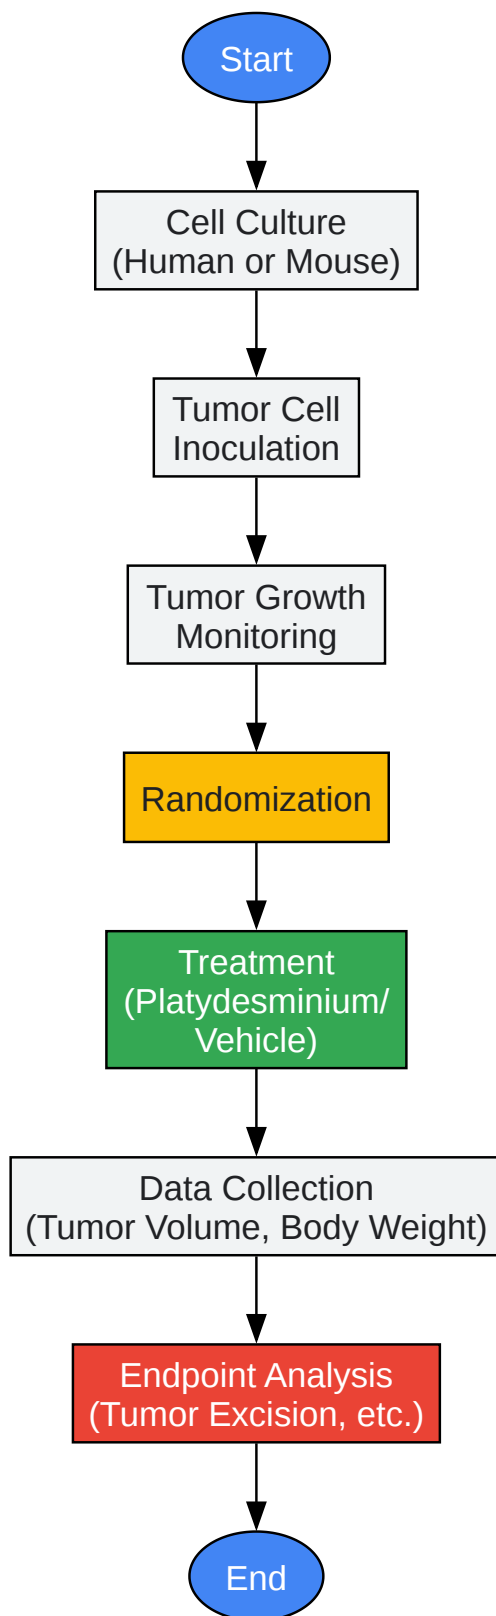 Start
Cell Culture
(Human or Mouse)
Tumor Cell
Inoculation
Tumor Growth
Monitoring
Randomization
Treatment
(Platydesminium/
Vehicle)
Data Collection
(Tumor Volume, Body Weight)
Endpoint Analysis
(Tumor Excision, etc.)
End